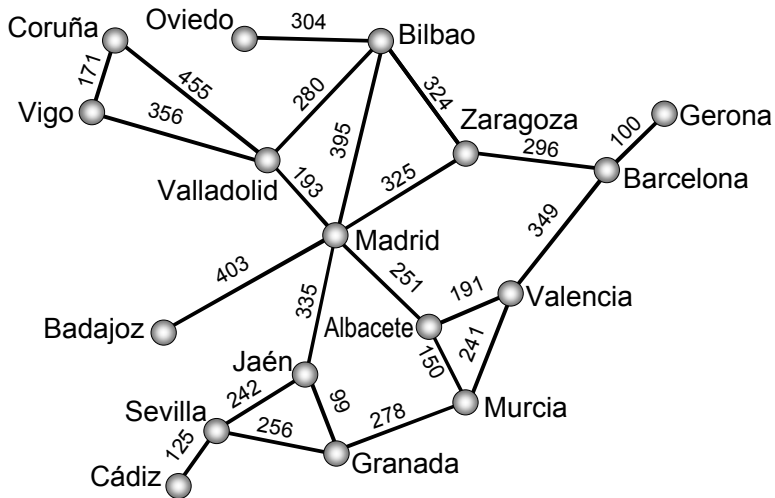 Coruña
Oviedo
304
Bilbao
171
455
280
324
Vigo
356
395
Zaragoza
100
Gerona
296
Valladolid
193
325
Barcelona
Madrid
349
403
251
191
Valencia
335
Badajoz
Albacete
241
150
Jaén
242
99
278
Murcia
Sevilla
256
125
Granada
Cádiz